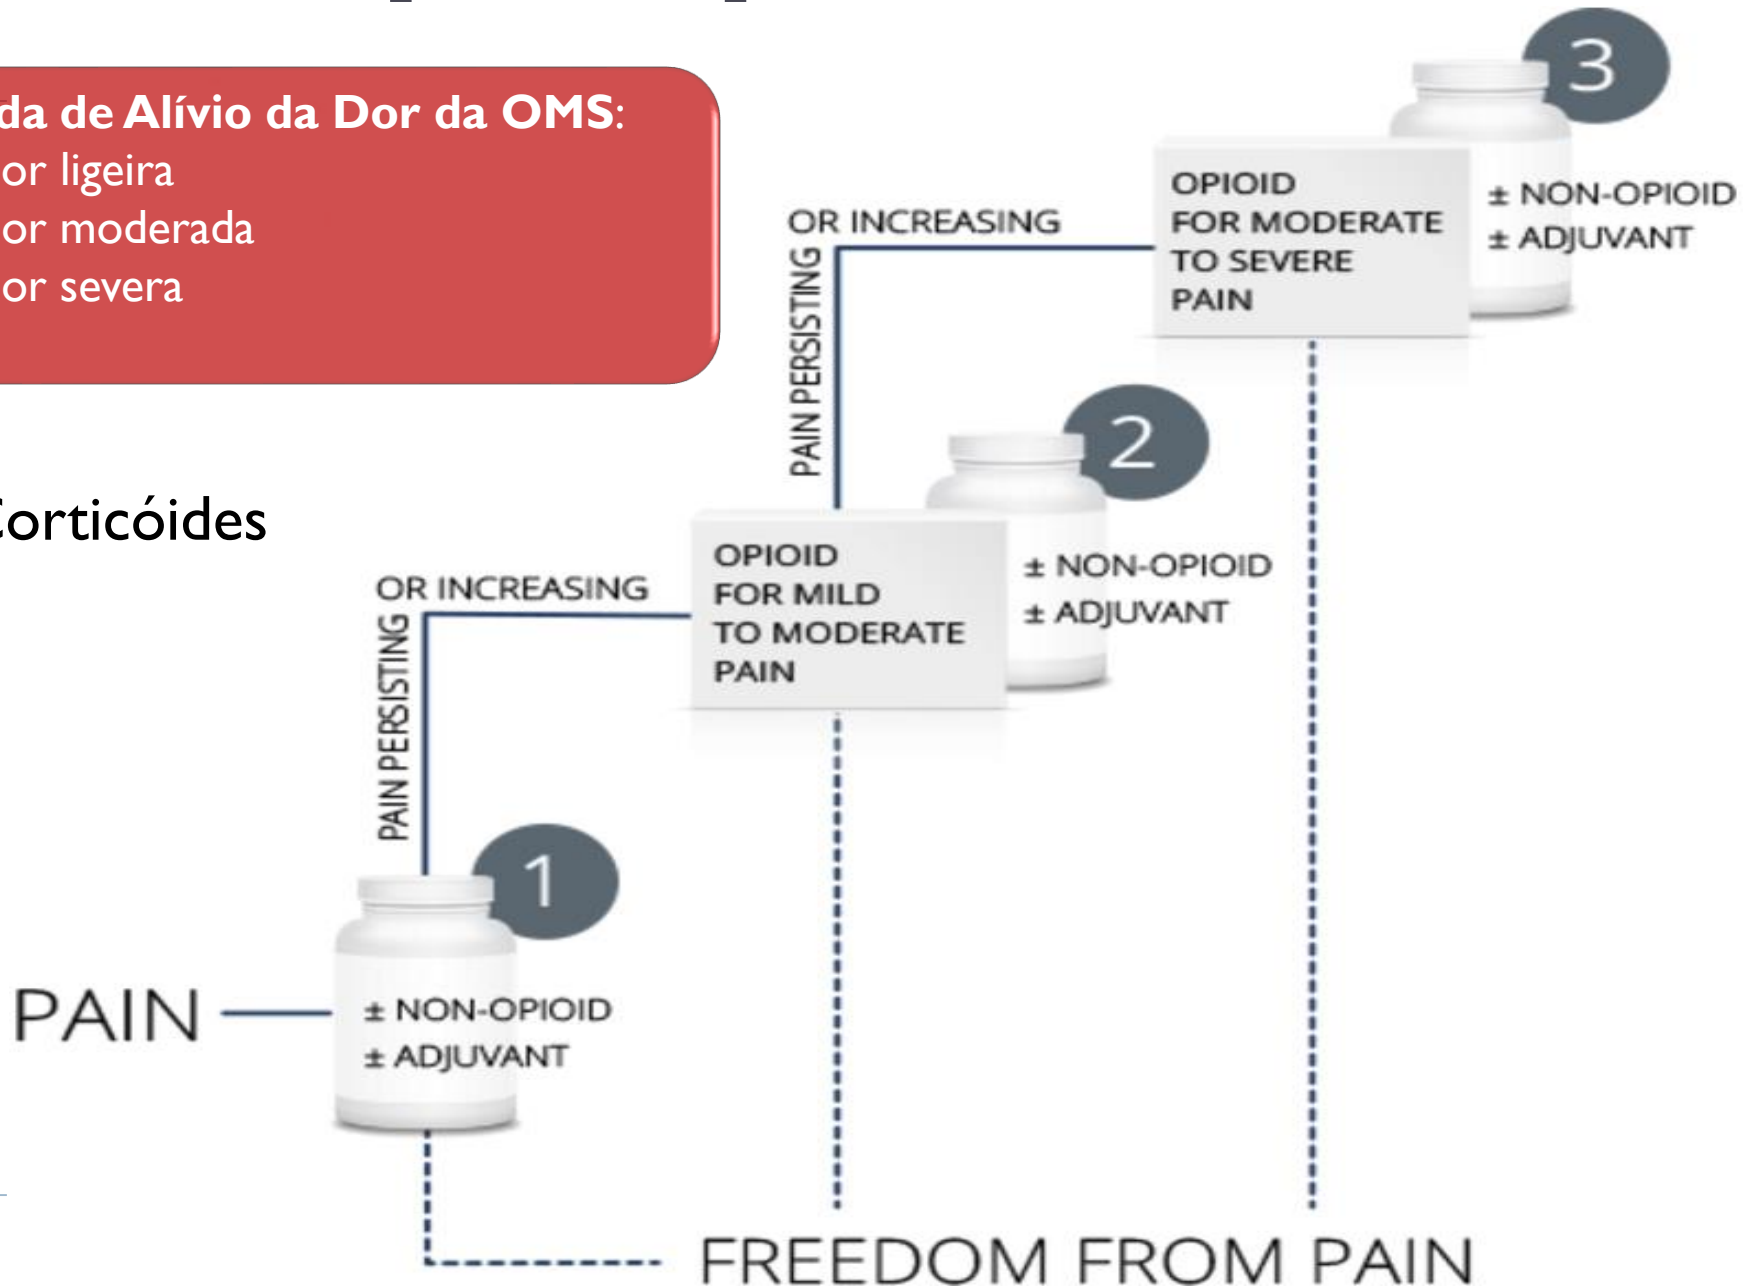 da de Alívio da Dor da OMS:
or ligeira
or moderada
or severa
Corticóides
3
OPIOID
FOR MODERATE
TO SEVERE
PAIN
± NON-OPIOID
± ADJUVANT
OR INCREASING
PAIN PERSISTING
2
OPIOID
FOR MILD
TO MODERATE
PAIN
± NON-OPIOID
± ADJUVANT
OR INCREASING
PAIN PERSISTING
1
PAIN
± NON-OPIOID
± ADJUVANT
FREEDOM FROM PAIN